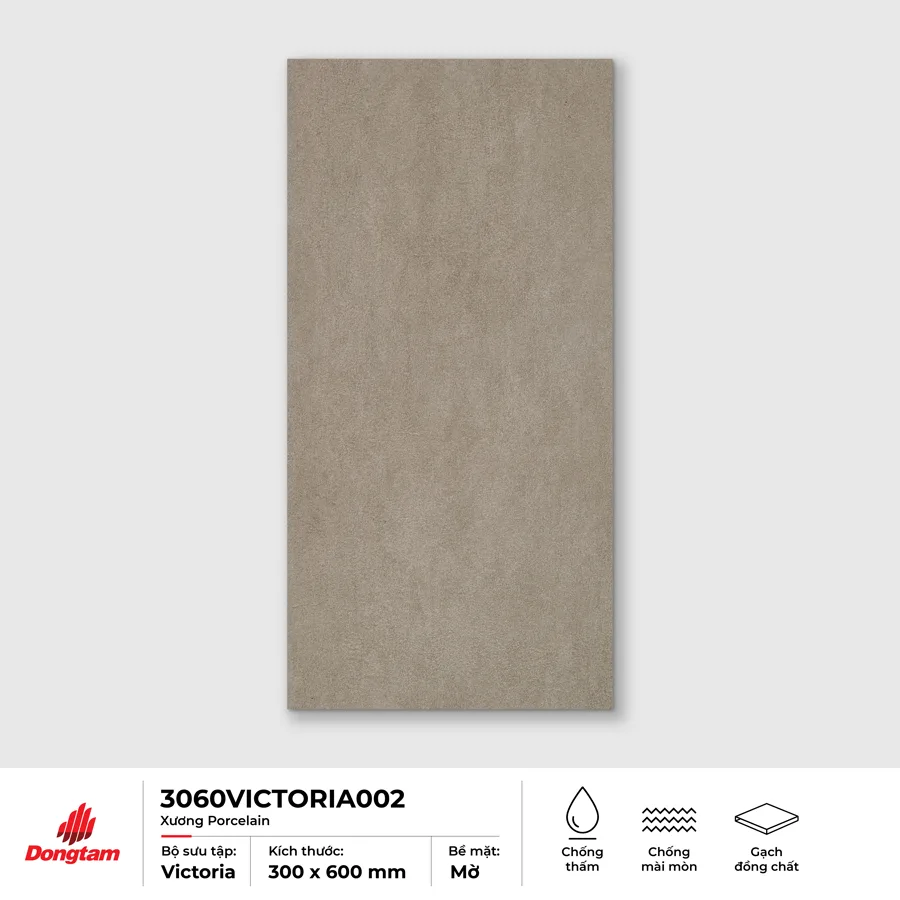 Dongtam
3060VICTORIA002
Xương Porcelain
Bộ sưu tập:
Victoria
Kích thước:
300 x 600 mm
Bề mặt:
Mờ
Chống
thấm
Chống
mài mòn
Gạch
đồng chất